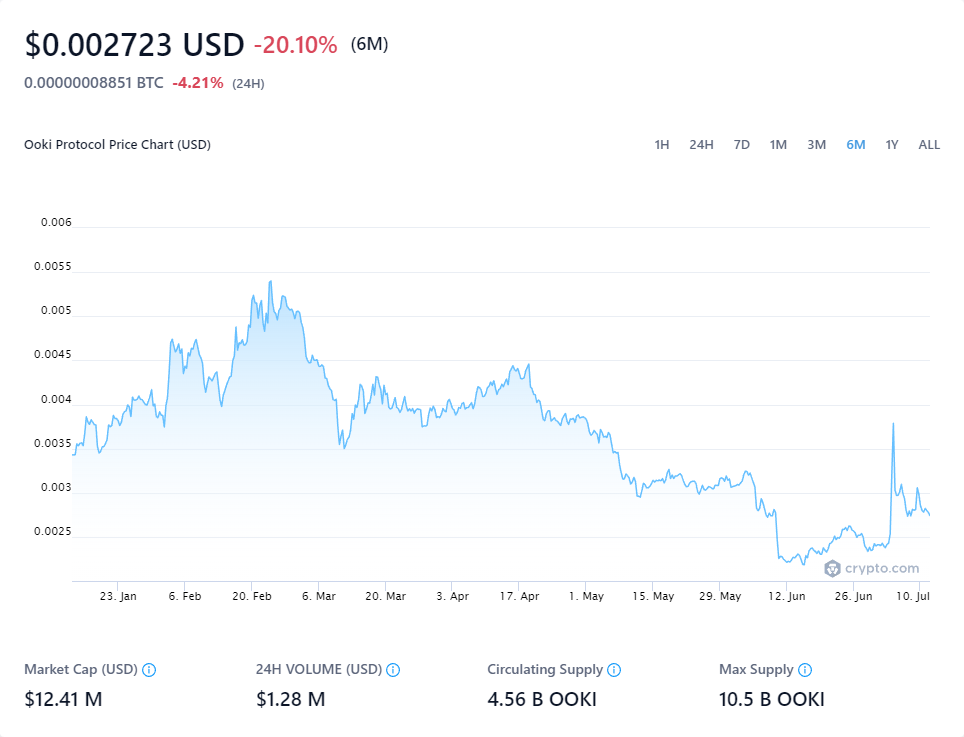 $0.002723 USD -20.10% (6M)
0.00000008851 BTC -4.21% (24H)
Ooki Protocol Price Chart (USD) 1H 24H 7D 1M 3M 6M 1Y ALL
0.006
0.0055
0.005
0.0045
0.004
0.0035
0.003
0.0025
crypto.com
23. Jan 6. Feb 20. Feb 6. Mar 20. Mar 3. Apr 17. Apr 1. May 15. May 29. May 12. Jun 26. Jun 10. Jul
Market Cap (USD) 24H VOLUME (USD) Circulating Supply Max Supply
$12.41 M $1.28 M 4.56 B OOKI 10.5 B OOKI